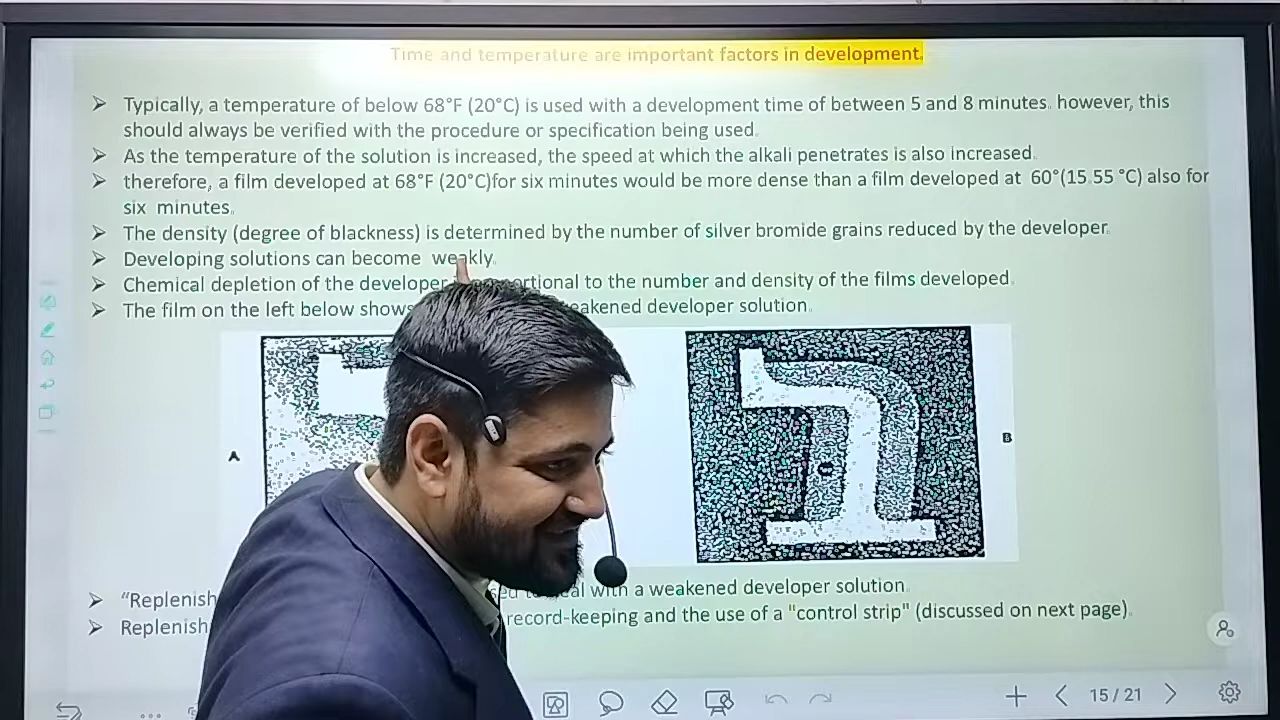 Time and temperature are important factors in development.
➤ Typically, a temperature of below 68°F (20°C) is used with a development time of between 5 and 8 minutes. however, this
should always be verified with the procedure or specification being used.
➤ As the temperature of the solution is increased, the speed at which the alkali penetrates is also increased.
➤ therefore, a film developed at 68°F (20°C)for six minutes would be more dense than a film developed at 60°(15.55 °C) also for
six minutes.
➤ The density (degree of blackness) is determined by the number of silver bromide grains reduced by the developer.
➤ Developing solutions can become weakly.
➤ Chemical depletion of the developer to the number and density of the films developed.
➤ The film on the left below shows developer solution.
A
B
➤ “Replenish with a weakened developer solution.
➤ Replenish record-keeping and the use of a "control strip" (discussed on next page).
15 / 21